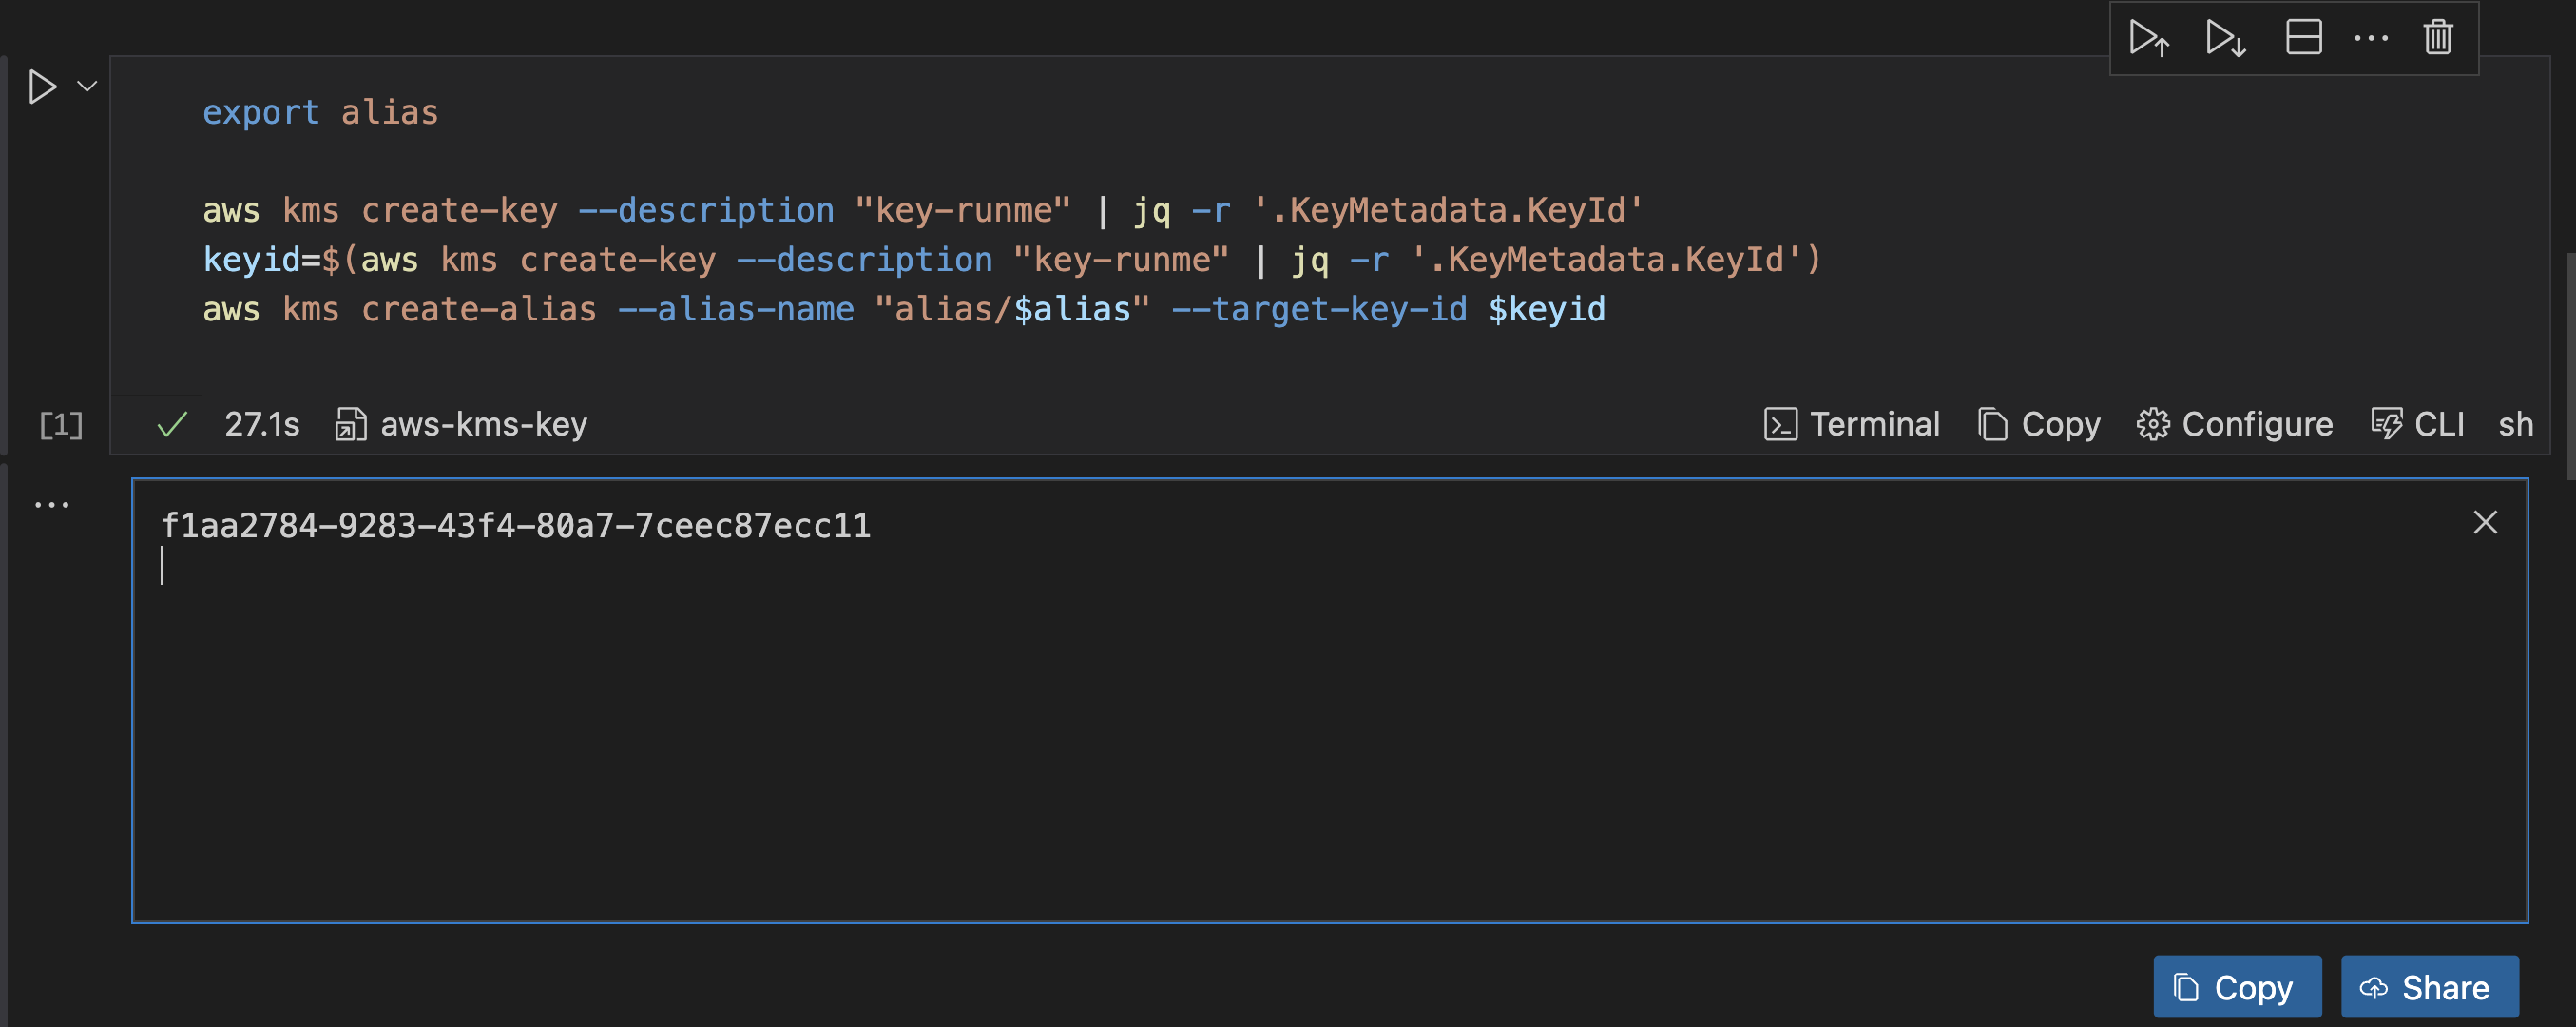 export alias
aws kms create-key --description "key-runme" | jq -r '.KeyMetadata.KeyId'
keyid=$(aws kms create-key --description "key-runme" | jq -r '.KeyMetadata.KeyId')
aws kms create-alias --alias-name "alias/$alias" --target-key-id $keyid
[1] 27.1s aws-kms-key Terminal Copy Configure CLI sh
f1aa2784-9283-43f4-80a7-7ceec87ecc11
Copy Share